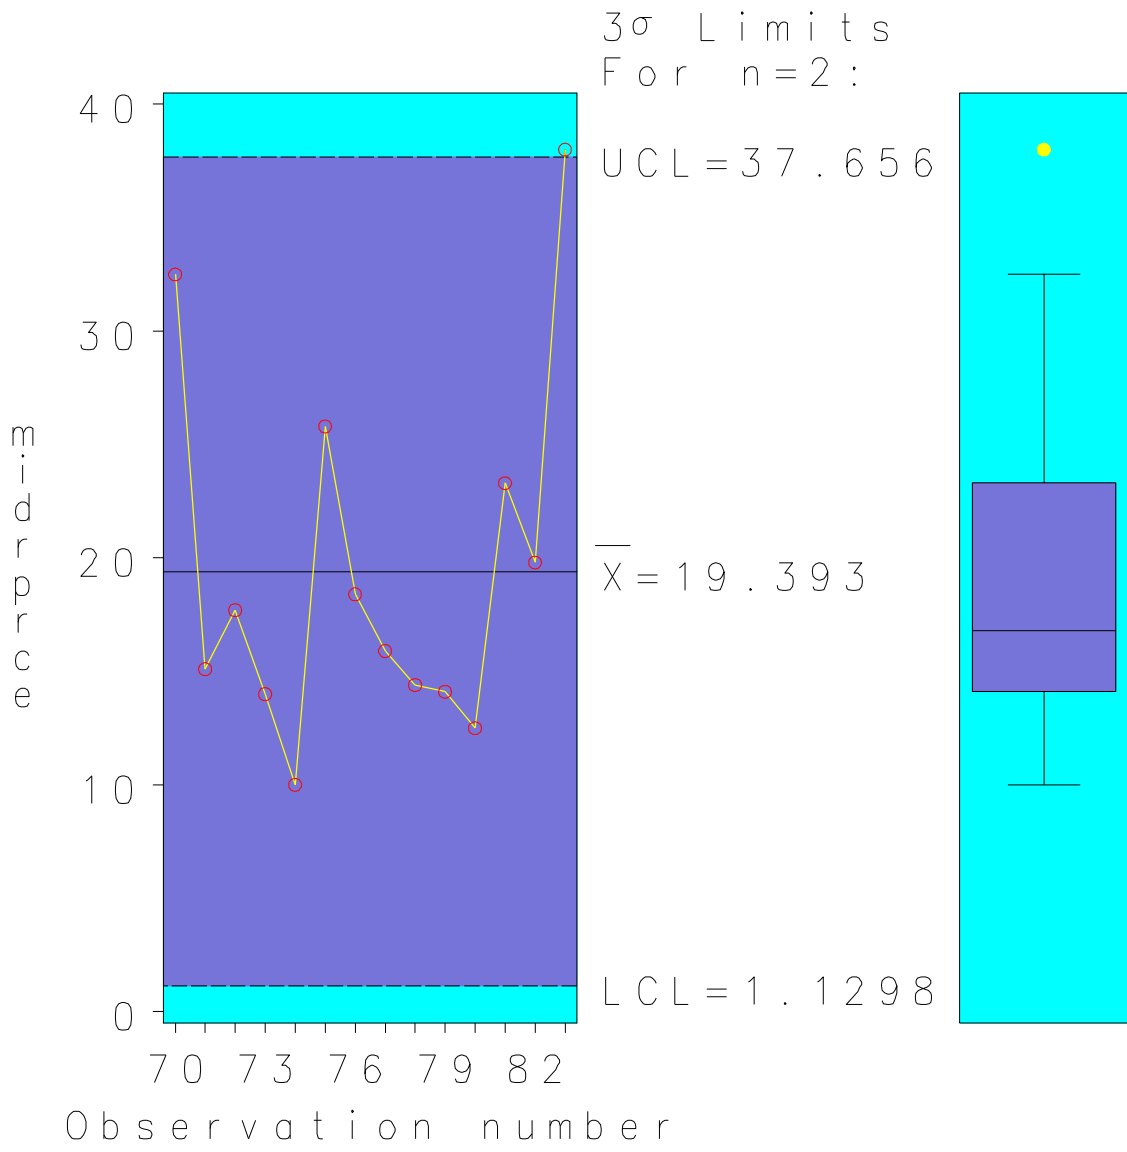 3σ Limits
For n=2:
40
UCL=37.656
30
midrprce
20
X=19.393
10
LCL=1.1298
0
70 73 76 79 82
Observation number